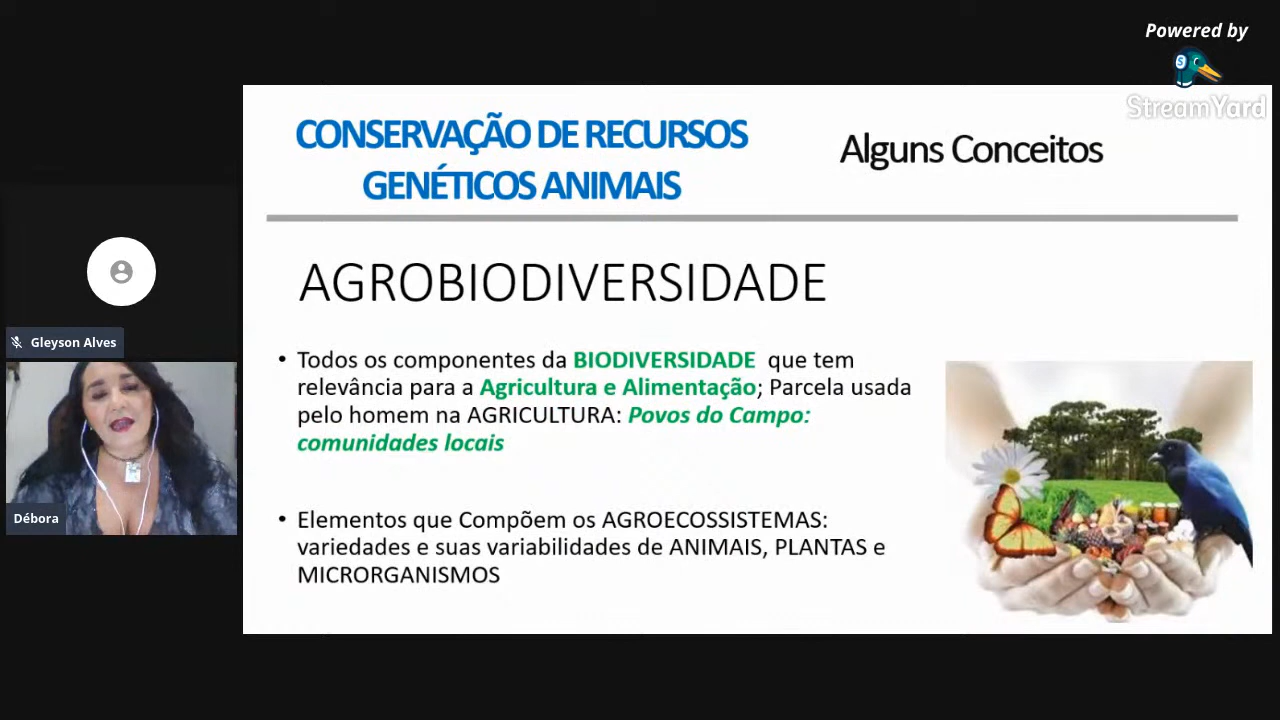 Powered by
StreamYard
CONSERVAÇÃO DE RECURSOS
GENÉTICOS ANIMAIS
Alguns Conceitos
AGROBIODIVERSIDADE
• Todos os componentes da BIODIVERSIDADE que tem
relevância para a Agricultura e Alimentação; Parcela usada
pelo homem na AGRICULTURA: Povos do Campo:
comunidades locais
• Elementos que Compõem os AGROECOSSISTEMAS:
variedades e suas variabilidades de ANIMAIS, PLANTAS e
MICRORGANISMOS
Gleyson Alves
Débora